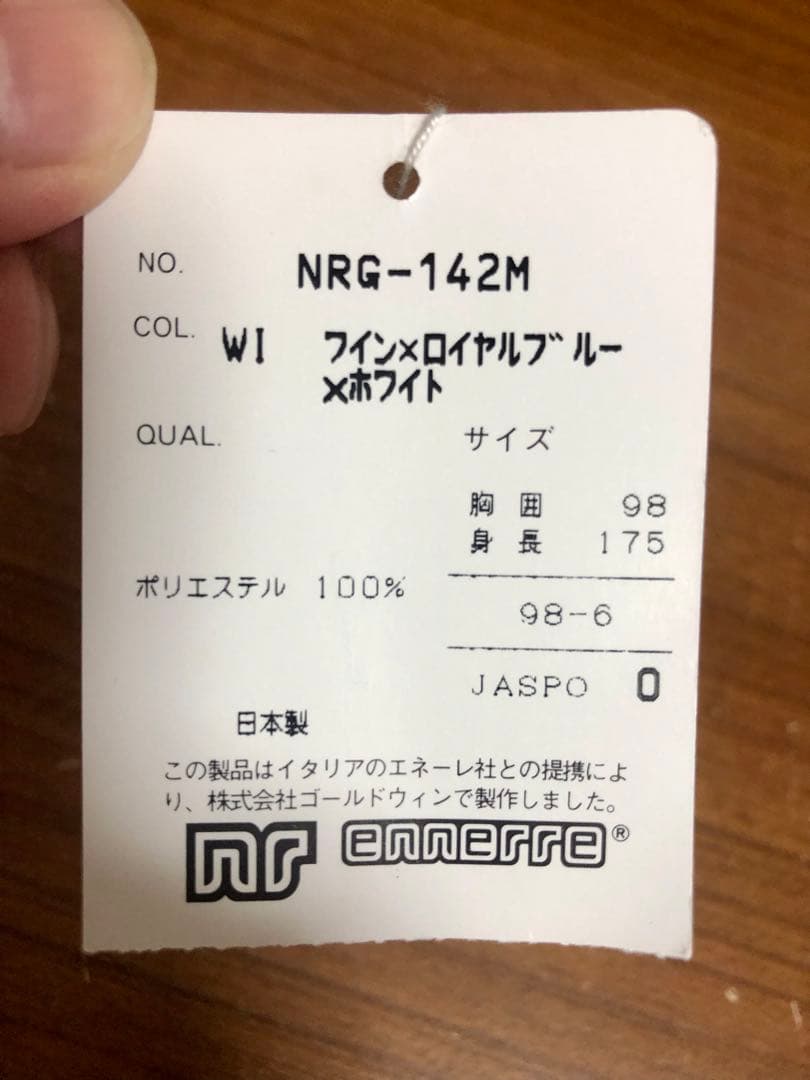 NO. NRG-142M
COL. WI ワイン×ロイヤルブルー
×ホワイト
QUAL. サイズ
胸囲 98
身長 175
ポリエステル 100%
98-6
JASPO O
日本製
この製品はイタリアのエネーレ社との提携によ
り、株式会社ゴールドウィンで製作しました。
nr ennerre®